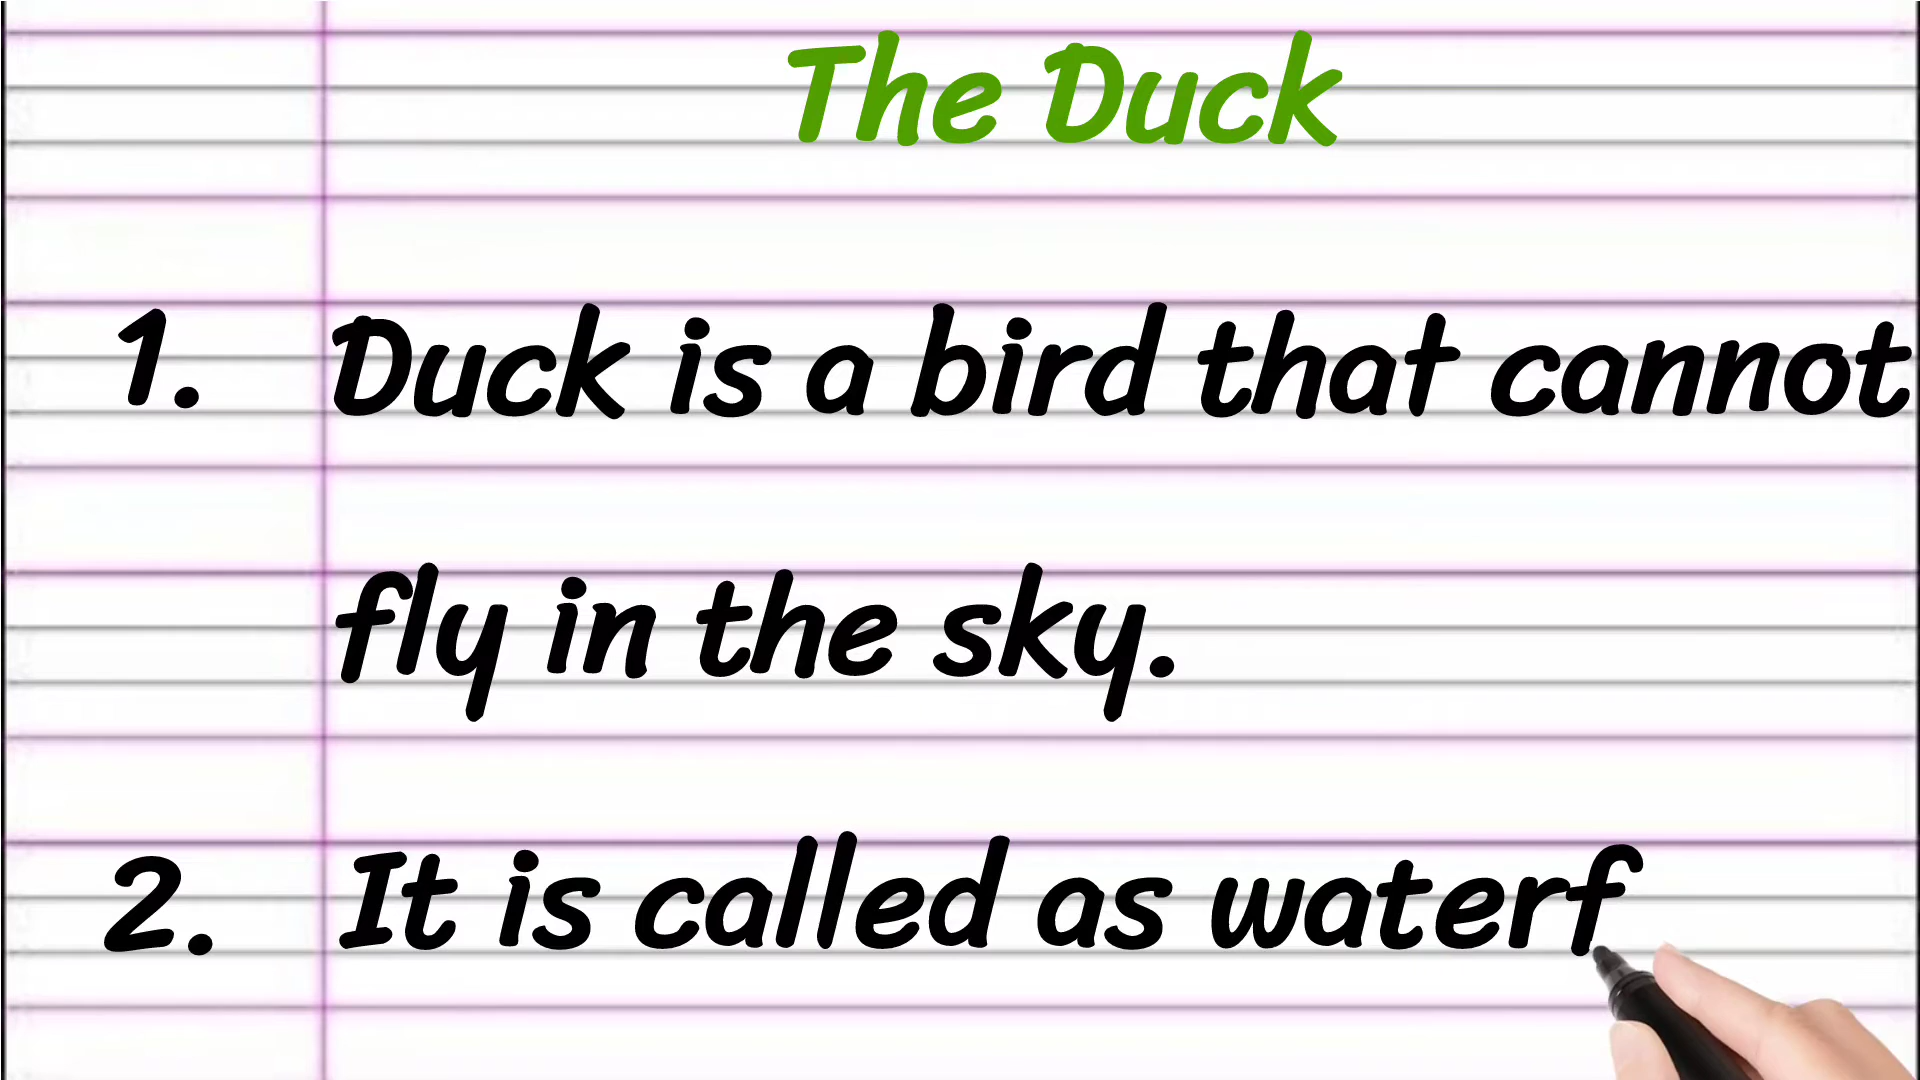 The Duck
1. Duck is a bird that cannot
fly in the sky.
2. It is called as waterf